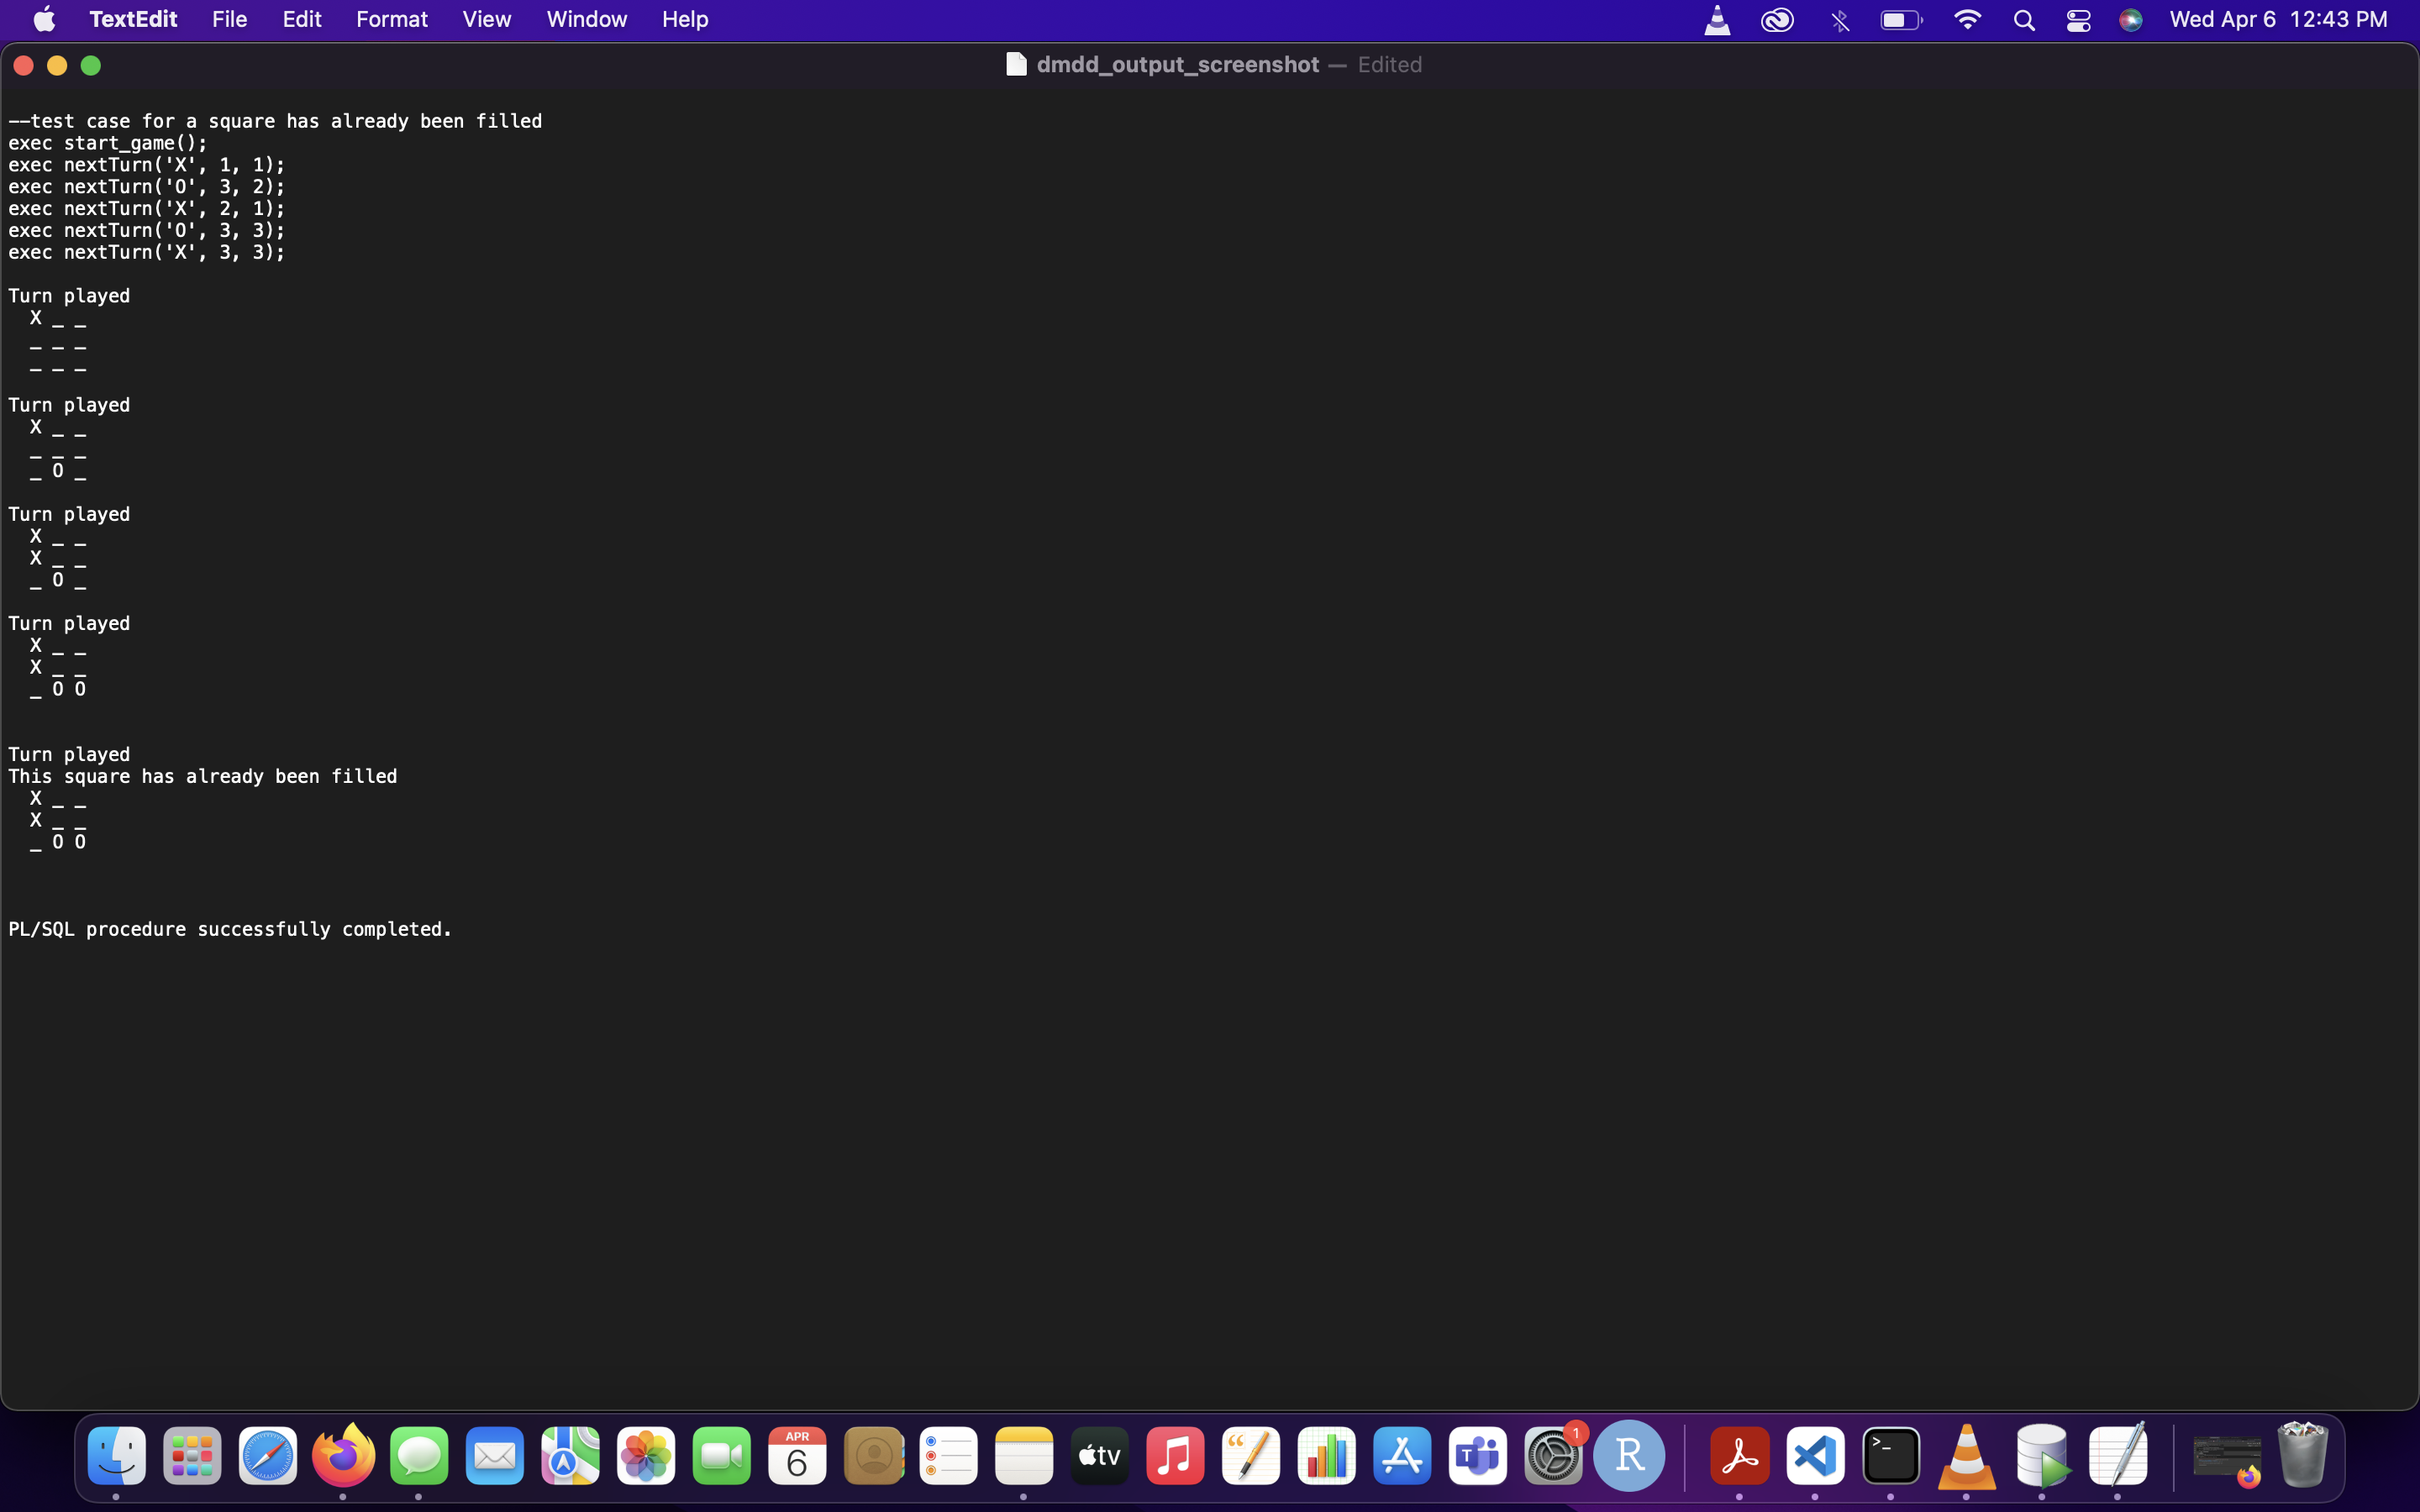 TextEdit File Edit Format View Window Help Wed Apr 6 12:43 PM
dmdd_output_screenshot — Edited
--test case for a square has already been filled
exec start_game();
exec nextTurn('X', 1, 1);
exec nextTurn('O', 3, 2);
exec nextTurn('X', 2, 1);
exec nextTurn('O', 3, 3);
exec nextTurn('X', 3, 3);
Turn played
X _ _
_ _ _
_ _ _
Turn played
X _ _
_ _ _
_ O _
Turn played
X _ _
X _ _
_ O _
Turn played
X _ _
X _ _
_ O O
Turn played
This square has already been filled
X _ _
X _ _
_ O O
PL/SQL procedure successfully completed.
APR
6
tv
T
1
R
>_